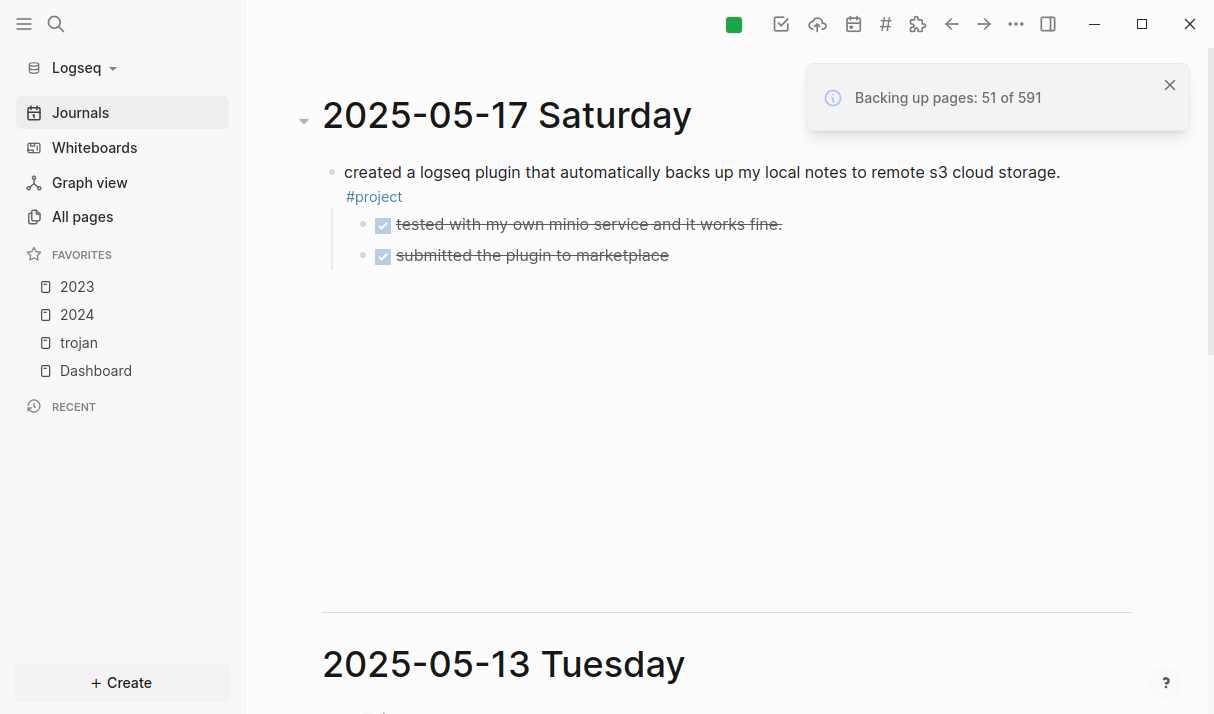 Logseq
Journals
Whiteboards
Graph view
All pages
FAVORITES
2023
2024
trojan
Dashboard
RECENT
+ Create
#
Backing up pages: 51 of 591
2025-05-17 Saturday
created a logseq plugin that automatically backs up my local notes to remote s3 cloud storage.
#project
tested with my own minio service and it works fine.
submitted the plugin to marketplace
2025-05-13 Tuesday
?